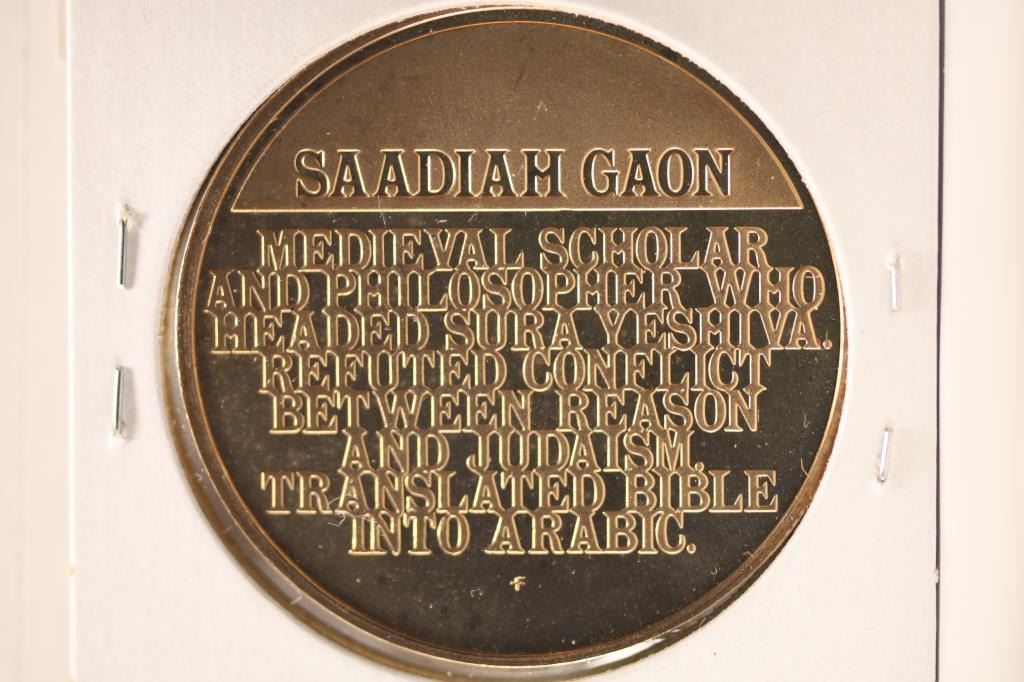 SAADIAH GAON
MEDIEVAL SCHOLAR
AND PHILOSOPHER WHO
HEADED SURA YESHIVA.
REFUTED CONFLICT
BETWEEN REASON
AND JUDAISM.
TRANSLATED BIBLE
INTO ARABIC.
F